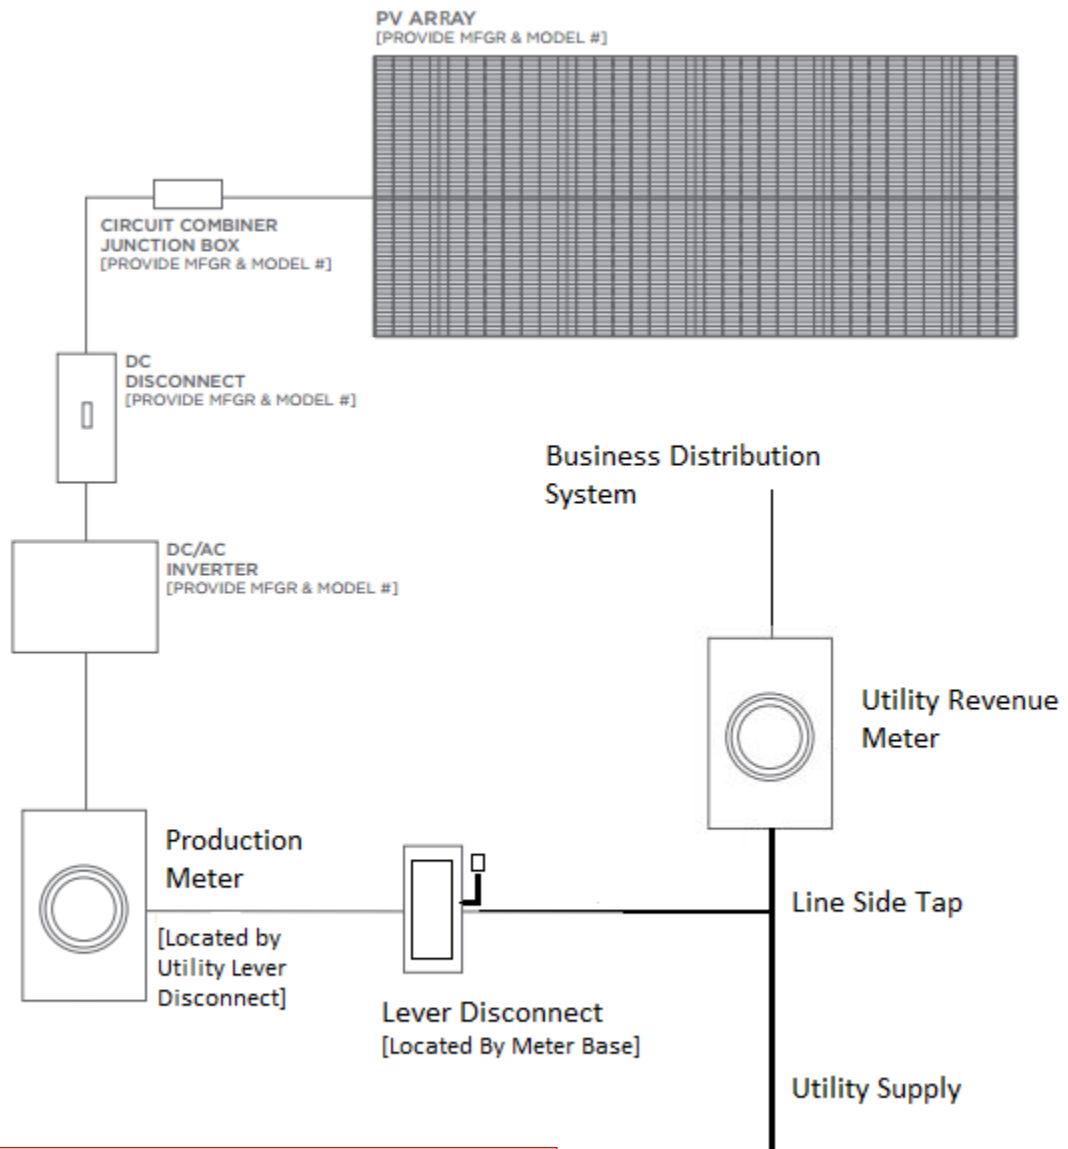 PV ARRAY
[PROVIDE MFGR & MODEL #]
CIRCUIT COMBINER
JUNCTION BOX
[PROVIDE MFGR & MODEL #]
DC
DISCONNECT
[PROVIDE MFGR & MODEL #]
Business Distribution
System
DC/AC
INVERTER
[PROVIDE MFGR & MODEL #]
Utility Revenue
Meter
Production
Meter
[Located by
Utility Lever
Disconnect]
Line Side Tap
Lever Disconnect
[Located By Meter Base]
Utility Supply